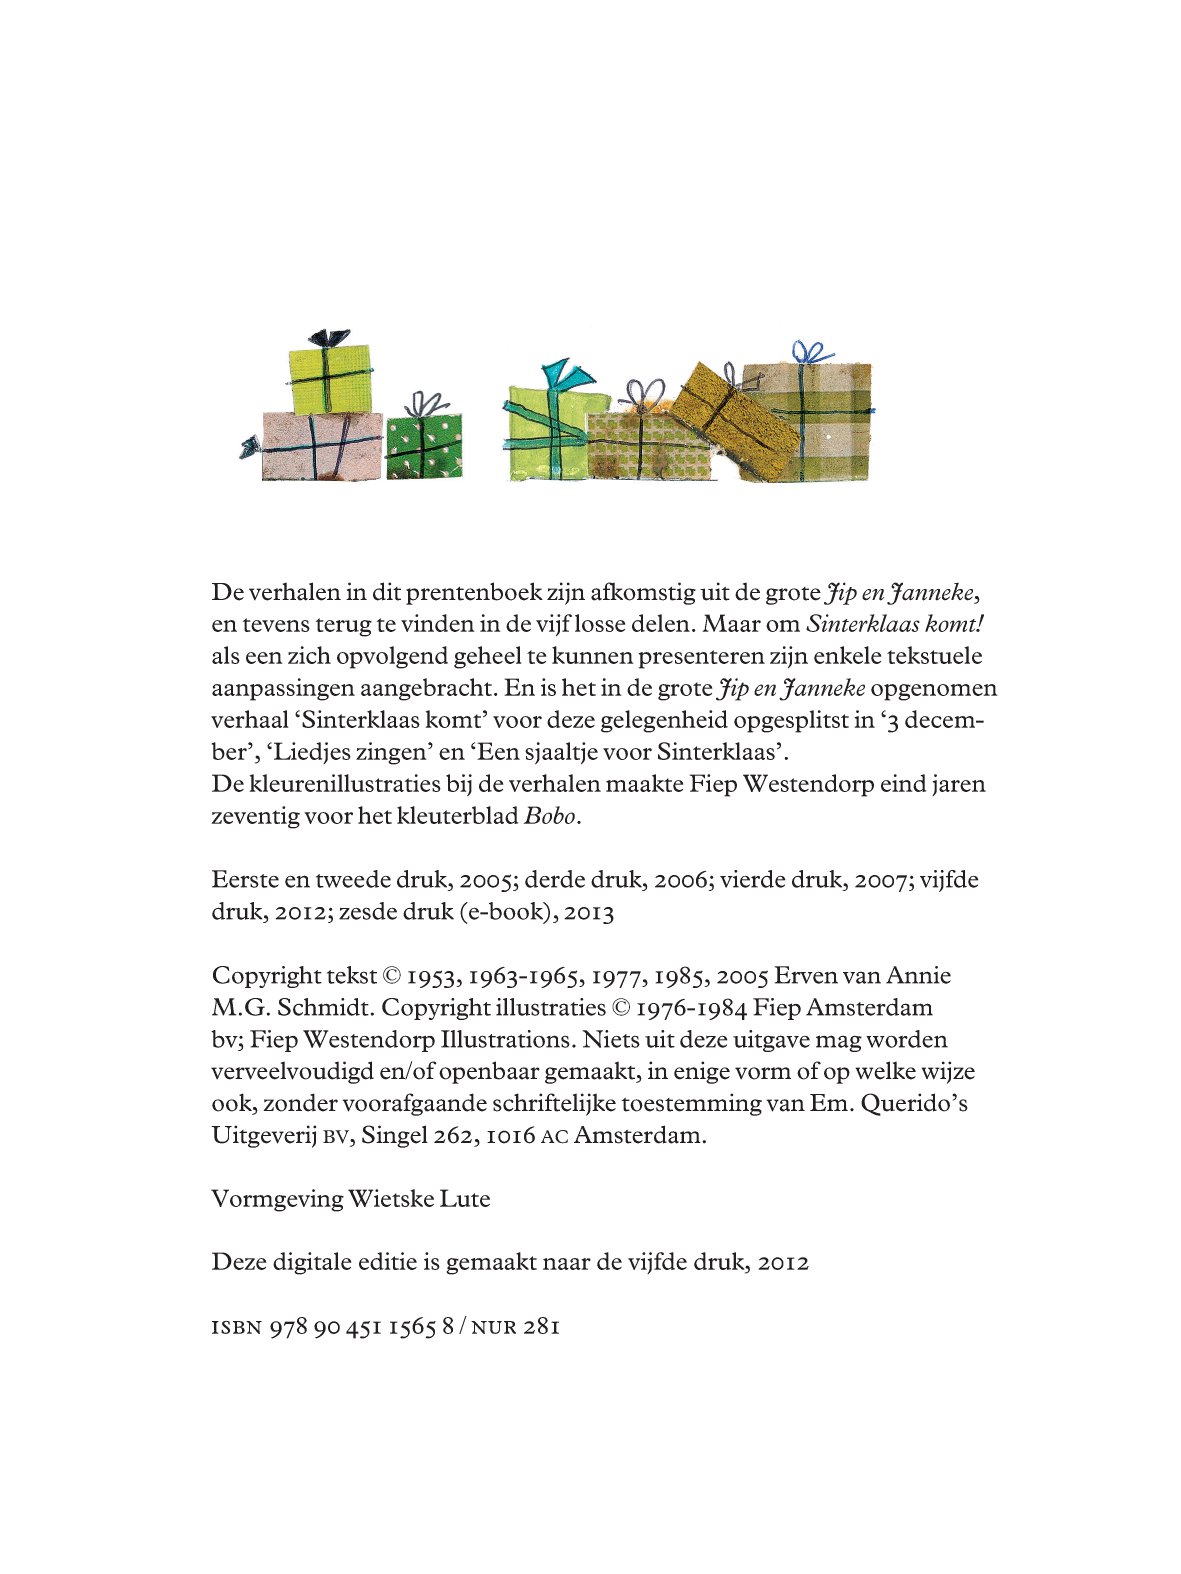 De verhalen in dit prentenboek zijn afkomstig uit de grote Jip en Janneke,
en tevens terug te vinden in de vijf losse delen. Maar om Sinterklaas komt!
als een zich opvolgend geheel te kunnen presenteren zijn enkele tekstuele
aanpassingen aangebracht. En is het in de grote Jip en Janneke opgenomen
verhaal ‘Sinterklaas komt’ voor deze gelegenheid opgesplitst in ‘3 decem-
ber’, ‘Liedjes zingen’ en ‘Een sjaaltje voor Sinterklaas’.
De kleurenillustraties bij de verhalen maakte Fiep Westendorp eind jaren
zeventig voor het kleuterblad Bobo.
Eerste en tweede druk, 2005; derde druk, 2006; vierde druk, 2007; vijfde
druk, 2012; zesde druk (e-book), 2013
Copyright tekst © 1953, 1963-1965, 1977, 1985, 2005 Erven van Annie
M.G. Schmidt. Copyright illustraties © 1976-1984 Fiep Amsterdam
bv; Fiep Westendorp Illustrations. Niets uit deze uitgave mag worden
verveelvoudigd en/of openbaar gemaakt, in enige vorm of op welke wijze
ook, zonder voorafgaande schriftelijke toestemming van Em. Querido’s
Uitgeverij BV, Singel 262, 1016 AC Amsterdam.
Vormgeving Wietske Lute
Deze digitale editie is gemaakt naar de vijfde druk, 2012
ISBN 978 90 451 1565 8 / NUR 281